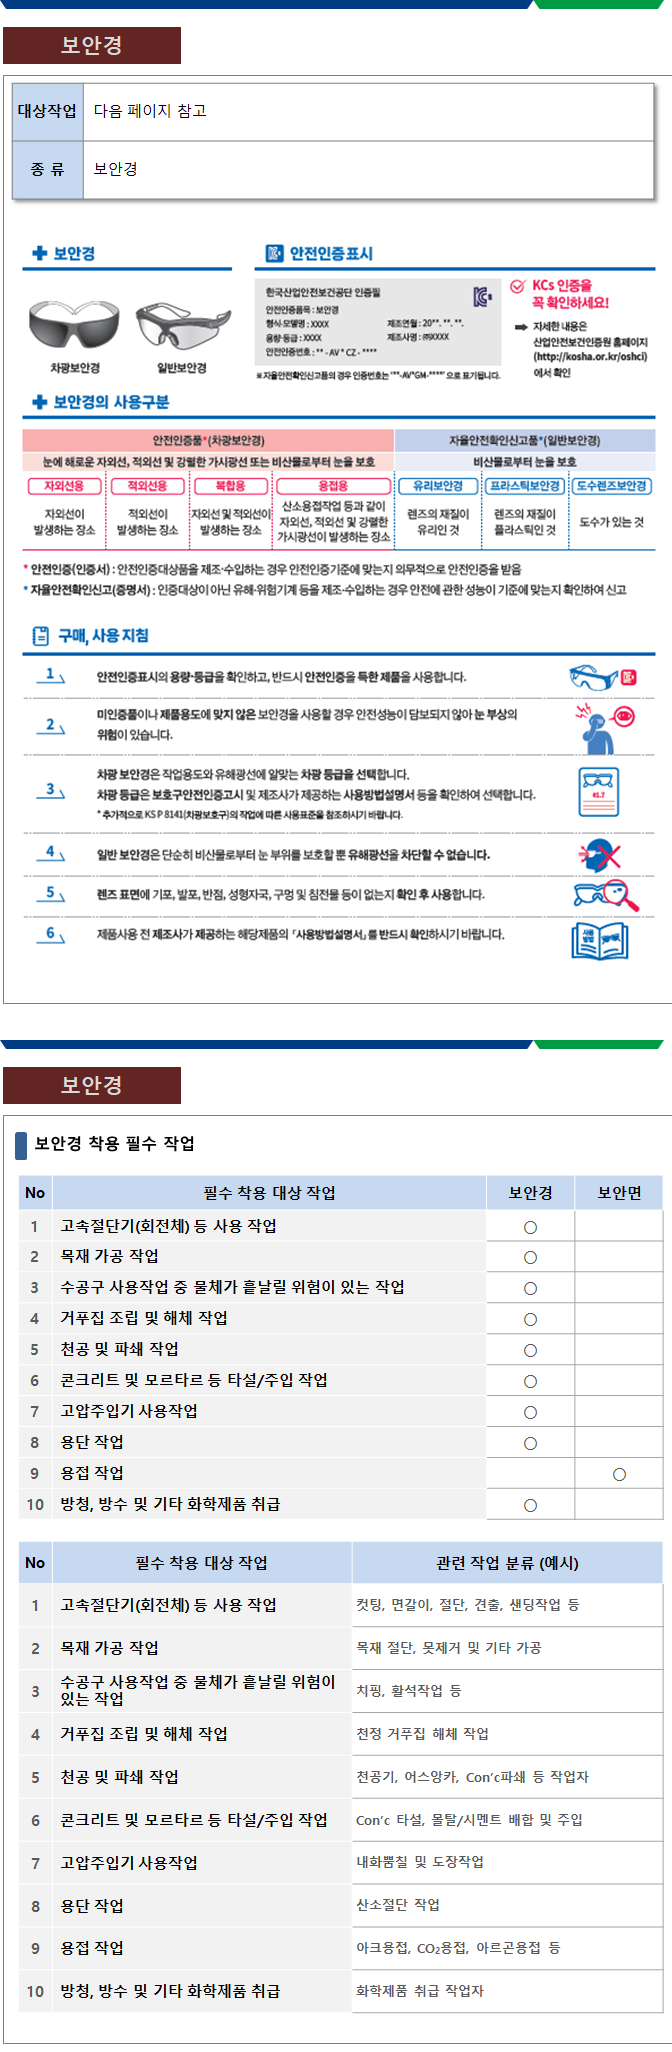 보안경
대상작업 다음 페이지 참고
종 류 보안경
보안경
안전인증표시
차광보안경 일반보안경
한국산업안전보건공단 인증필
안전인증품목 : 보안경
형식·모델명 : XXXX 제조연월 : 20**. **. **.
용량·등급 : XXXX 제조사명 : ㈜XXXX
안전인증번호 : ** - AV * CZ - ****
※ 자율안전확인신고품의 경우 인증번호는 '**-AV*GM-****' 으로 표기됩니다.
KCs 인증을
꼭 확인하세요!
자세한 내용은
산업안전보건인증원 홈페이지
(http://kosha.or.kr/oshci)
에서 확인
보안경의 사용구분
안전인증품*(차광보안경) 자율안전확인신고품*(일반보안경)
눈에 해로운 자외선, 적외선 및 강렬한 가시광선 또는 비산물로부터 눈을 보호 비산물로부터 눈을 보호
자외선용 적외선용 복합용 용접용 유리보안경 프라스틱보안경 도수렌즈보안경
자외선이
발생하는 장소
적외선이
발생하는 장소
자외선 및 적외선이
발생하는 장소
산소용접작업 등과 같이
자외선, 적외선 및 강렬한
가시광선이 발생하는 장소
렌즈의 재질이
유리인 것
렌즈의 재질이
플라스틱인 것
도수가 있는 것
* 안전인증(인증서) : 안전인증대상품을 제조·수입하는 경우 안전인증기준에 맞는지 의무적으로 안전인증을 받음
* 자율안전확인신고(증명서) : 인증대상이 아닌 유해·위험기계 등을 제조·수입하는 경우 안전에 관한 성능이 기준에 맞는지 확인하여 신고
구매, 사용 지침
1 안전인증표시의 용량·등급을 확인하고, 반드시 안전인증을 득한 제품을 사용합니다.
2 미인증품이나 제품용도에 맞지 않은 보안경을 사용할 경우 안전성능이 담보되지 않아 눈 부상의
위험이 있습니다.
3 차광 보안경은 작업용도와 유해광선에 알맞는 차광 등급을 선택합니다.
차광 등급은 보호구안전인증고시 및 제조사가 제공하는 사용방법설명서 등을 확인하여 선택합니다.
* 추가적으로 KS P 8141(차광보호구)의 작업에 따른 사용표준을 참조하시기 바랍니다.
4 일반 보안경은 단순히 비산물로부터 눈 부위를 보호할 뿐 유해광선을 차단할 수 없습니다.
5 렌즈 표면에 기포, 발포, 반점, 성형자국, 구멍 및 침전물 등이 없는지 확인 후 사용합니다.
6 제품사용 전 제조사가 제공하는 해당제품의 「사용방법설명서」를 반드시 확인하시기 바랍니다.
사용
방법
보안경
보안경 착용 필수 작업
No 필수 착용 대상 작업 보안경 보안면
1 고속절단기(회전체) 등 사용 작업 ○
2 목재 가공 작업 ○
3 수공구 사용작업 중 물체가 흩날릴 위험이 있는 작업 ○
4 거푸집 조립 및 해체 작업 ○
5 천공 및 파쇄 작업 ○
6 콘크리트 및 모르타르 등 타설/주입 작업 ○
7 고압주입기 사용작업 ○
8 용단 작업 ○
9 용접 작업 ○
10 방청, 방수 및 기타 화학제품 취급 ○
No 필수 착용 대상 작업 관련 작업 분류 (예시)
1 고속절단기(회전체) 등 사용 작업 컷팅, 면갈이, 절단, 견출, 샌딩작업 등
2 목재 가공 작업 목재 절단, 못제거 및 기타 가공
3 수공구 사용작업 중 물체가 흩날릴 위험이
있는 작업 치핑, 활석작업 등
4 거푸집 조립 및 해체 작업 천정 거푸집 해체 작업
5 천공 및 파쇄 작업 천공기, 어스앙카, Con’c파쇄 등 작업자
6 콘크리트 및 모르타르 등 타설/주입 작업 Con’c 타설, 몰탈/시멘트 배합 및 주입
7 고압주입기 사용작업 내화뿜칠 및 도장작업
8 용단 작업 산소절단 작업
9 용접 작업 아크용접, CO₂용접, 아르곤용접 등
10 방청, 방수 및 기타 화학제품 취급 화학제품 취급 작업자